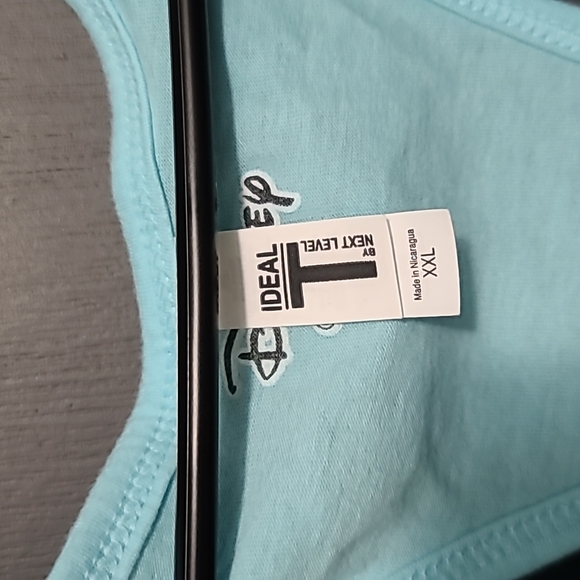 IDEAL
T
BY
NEXT LEVEL
Made in Nicaragua
XXL